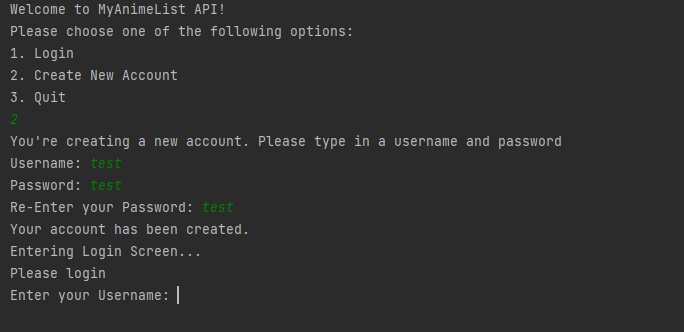 Welcome to MyAnimeList API!
Please choose one of the following options:
1. Login
2. Create New Account
3. Quit
2
You're creating a new account. Please type in a username and password
Username: test
Password: test
Re-Enter your Password: test
Your account has been created.
Entering Login Screen...
Please login
Enter your Username: